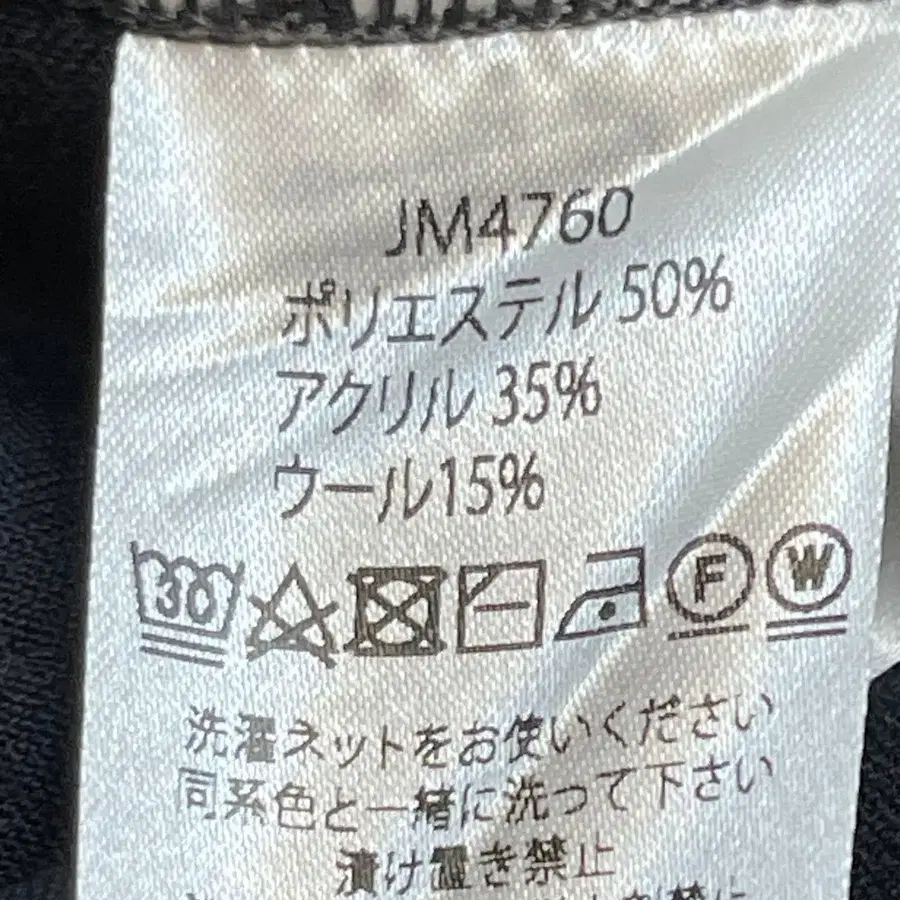 JM4760
ポリエステル 50%
アクリル 35%
ウール15%
30 F W
洗濯ネットをお使いください
同系色と一緒に洗って下さい
漬け置き禁止